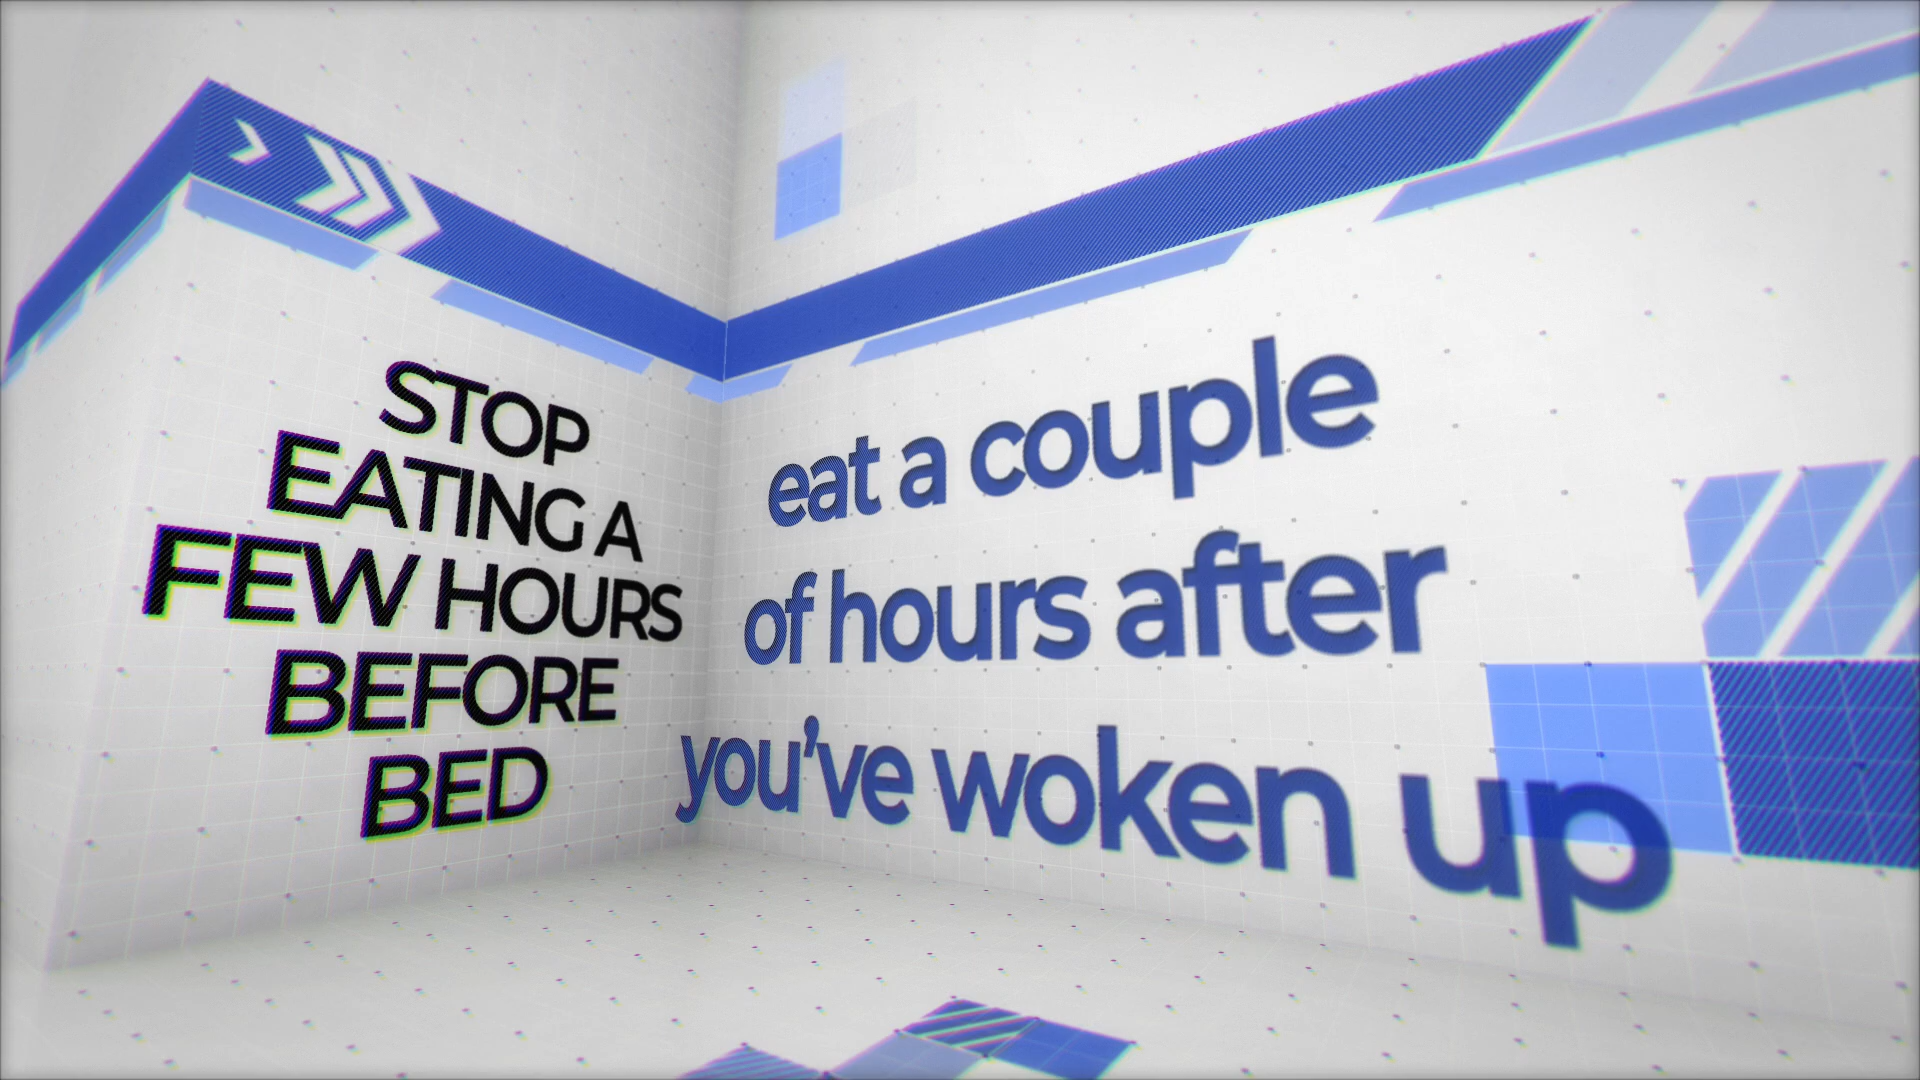 STOP
EATING A
FEW HOURS
BEFORE
BED
eat a couple
of hours after
you’ve woken up